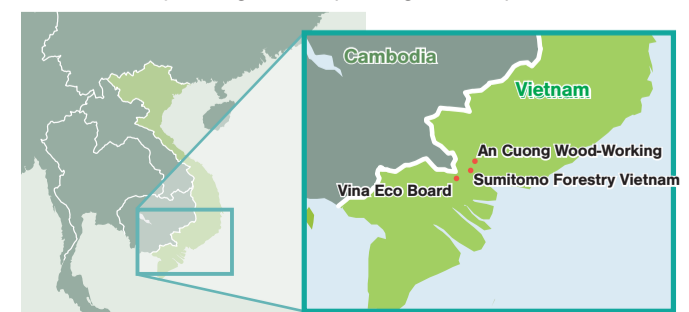 Cambodia
Vietnam
An Cuong Wood-Working
Sumitomo Forestry Vietnam
Vina Eco Board